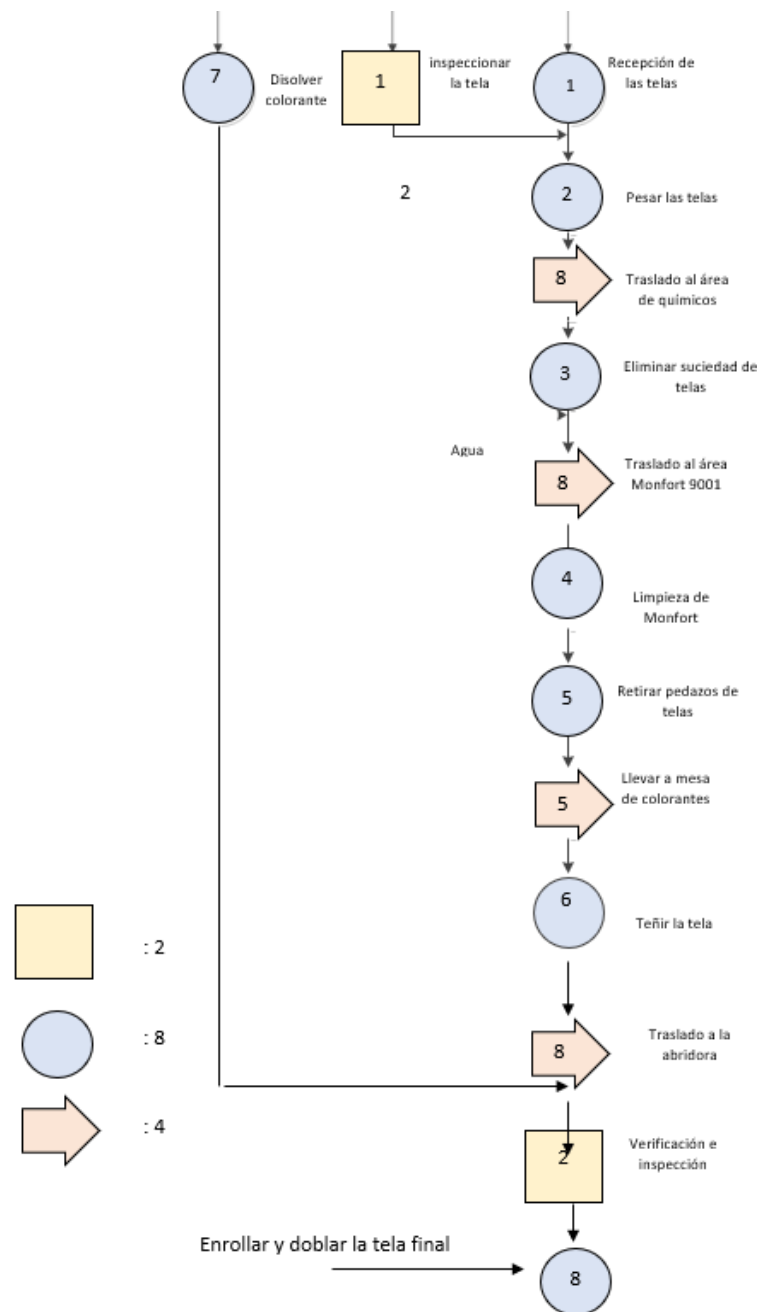 7
Disolver
colorante
1
inspeccionar
la tela
1
Recepción de
las telas
2
2
Pesar las telas
8
Traslado al área
de químicos
3
Eliminar suciedad de
telas
Agua
8
Traslado al área
Monfort 9001
4
Limpieza de
Monfort
5
Retirar pedazos de
telas
5
Llevar a mesa
de colorantes
6
Teñir la tela
: 2
: 8
8
Traslado a la
abridora
: 4
2
Verificación e
inspección
Enrollar y doblar la tela final
8